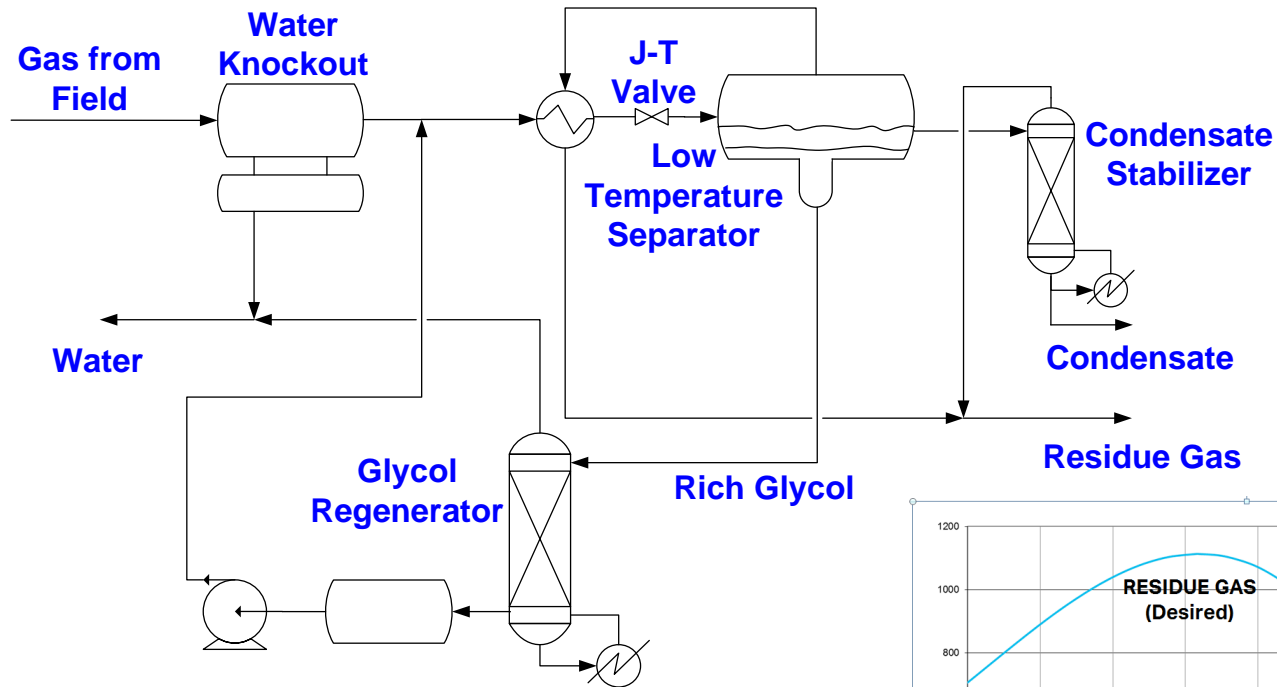 Water
Knockout
Gas from
Field
J-T
Valve
Low
Temperature
Separator
Condensate
Stabilizer
Water
Condensate
Residue Gas
Glycol
Regenerator
Rich Glycol
1200
1000
800
RESIDUE GAS
(Desired)